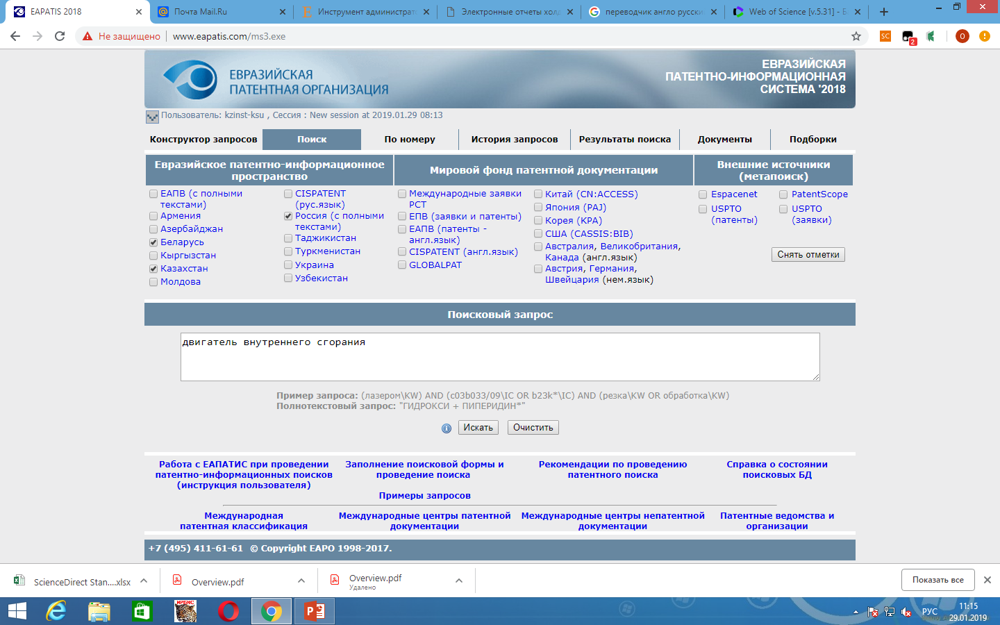 EAPATIS 2018
Почта Mail.Ru
Инструмент администрат
Электронные отчеты холд
переводчик англо русски
Web of Science [v.5.31] - Б
Не защищено
www.eapatis.com/ms3.exe
SC
2
O
ЕВРАЗИЙСКАЯ
ПАТЕНТНАЯ ОРГАНИЗАЦИЯ
ЕВРАЗИЙСКАЯ
ПАТЕНТНО-ИНФОРМАЦИОННАЯ
СИСТЕМА '2018
Пользователь: kzinst-ksu , Сессия : New session at 2019.01.29 08:13
Конструктор запросов
Поиск
По номеру
История запросов
Результаты поиска
Документы
Подборки
Евразийское патентно-информационное
пространство
ЕАПВ (с полными
текстами)
Армения
Азербайджан
Беларусь
Кыргызстан
Казахстан
Молдова
CISPATENT
(рус.язык)
Россия (с полными
текстами)
Таджикистан
Туркменистан
Украина
Узбекистан
Мировой фонд патентной документации
Международные заявки
PCT
ЕПВ (заявки и патенты)
ЕАПВ (патенты -
англ.язык)
CISPATENT (англ.язык)
GLOBALPAT
Китай (CN:ACCESS)
Япония (PAJ)
Корея (KPA)
США (CASSIS:BIB)
Австралия, Великобритания,
Канада (англ.язык)
Австрия, Германия,
Швейцария (нем.язык)
Внешние источники
(метапоиск)
Espacenet
USPTO
(патенты)
PatentScope
USPTO
(заявки)
Снять отметки
Поисковый запрос
двигатель внутреннего сгорания
Пример запроса: (лазером\KW) AND (c03b033/09\IC OR b23k*\IC) AND (резка\KW OR обработка\KW)
Полнотекстовый запрос: "ГИДРОКСИ + ПИПЕРИДИН*"
Искать
Очистить
Работа с ЕАПАТИС при проведении
патентно-информационных поисков
(инструкция пользователя)
Заполнение поисковой формы и
проведение поиска
Примеры запросов
Рекомендации по проведению
патентного поиска
Справка о состоянии
поисковых БД
Международная
патентная классификация
Международные центры патентной
документации
Международные центры непатентной
документации
Патентные ведомства и
организации
+7 (495) 411-61-61 © Copyright EAPO 1998-2017.
ScienceDirect Stan....xlsx
Overview.pdf
Overview.pdf
Удалено
Показать все
ИРБИС
РУС
11:15
29.01.2019